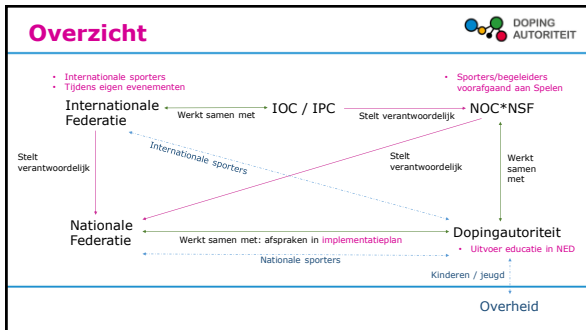 Overzicht
DOPING
AUTORITEIT
• Internationale sporters
• Tijdens eigen evenementen
• Sporters/begeleiders
voorafgaand aan Spelen
Internationale
Federatie
Werkt samen met
IOC / IPC
Stelt verantwoordelijk
NOC*NSF
Stelt
verantwoordelijk
Internationale sporters
Stelt
verantwoordelijk
Werkt
samen
met
Nationale
Federatie
Werkt samen met: afspraken in implementatieplan
Dopingautoriteit
• Uitvoer educatie in NED
Nationale sporters
Kinderen / jeugd
Overheid